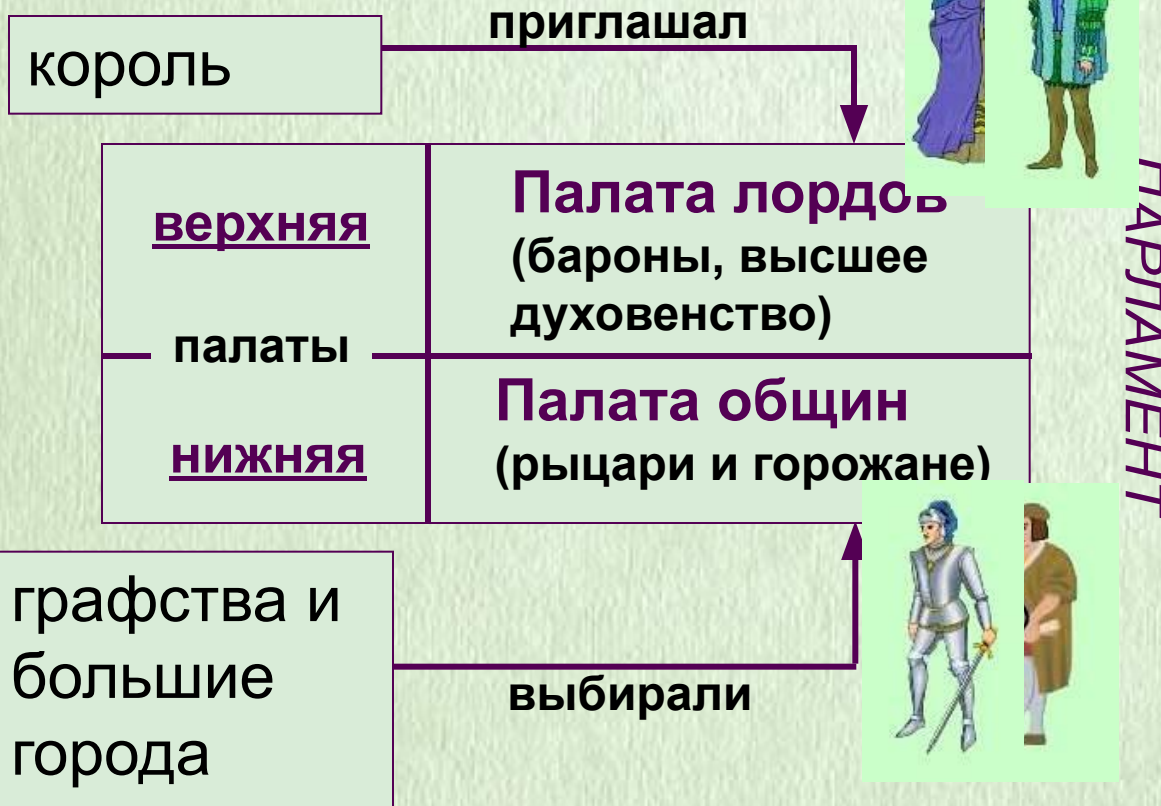 приглашал
король
верхняя
Палата лордов
(бароны, высшее
духовенство)
палаты
Палата общин
нижняя
(рыцари и горожане)
ПАРЛАМЕНТ
графства и
большие
города
выбирали